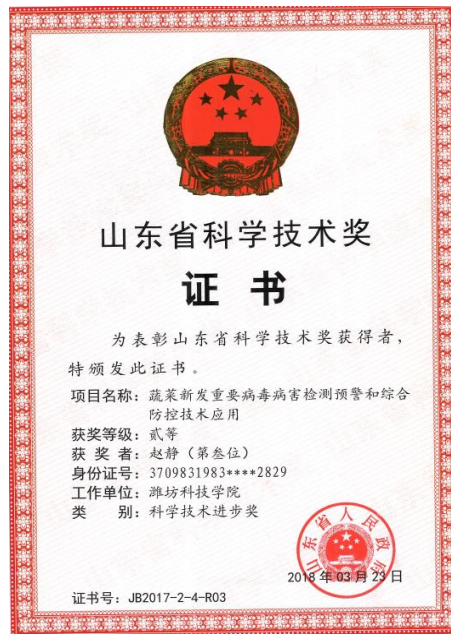 山东省科学技术奖
证书
为表彰山东省科学技术奖获得者，
特颁发此证书。
项目名称：蔬菜新发重要病毒病害检测预警和综合
防控技术应用
获奖等级：贰等
获 奖 者：赵静（第叁位）
身份证号：3709831983****2829
工作单位：潍坊科技学院
类 别：科学技术进步奖
山东省人民政府
2018 年 03 月 23 日
证书号：JB2017-2-4-R03